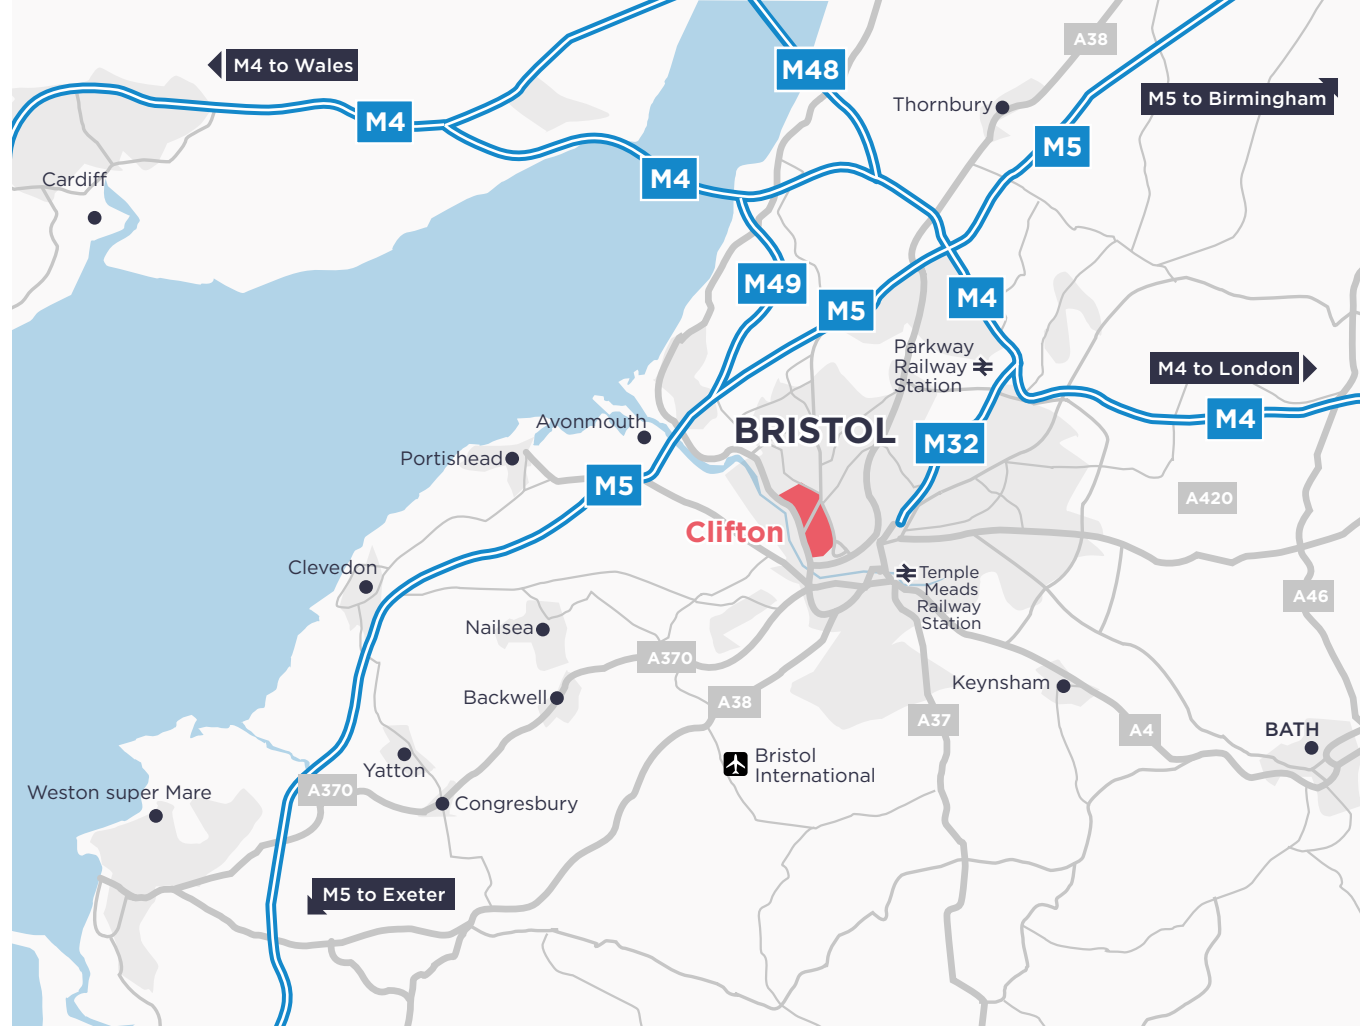 A38
M4 to Wales
M48
M5 to Birmingham
Thornbury
M4
M5
Cardiff
M4
M49
M4
M5
Parkway
Railway
Station
M4 to London
M4
Avonmouth
BRISTOL
M32
Portishead
M5
A420
Clifton
Clevedon
Temple
Meads
Railway
Station
A46
Nailsea
A370
Backwell
Keynsham
A38
A37
A4
BATH
Bristol
International
Yatton
Weston super Mare
A370
Congresbury
M5 to Exeter